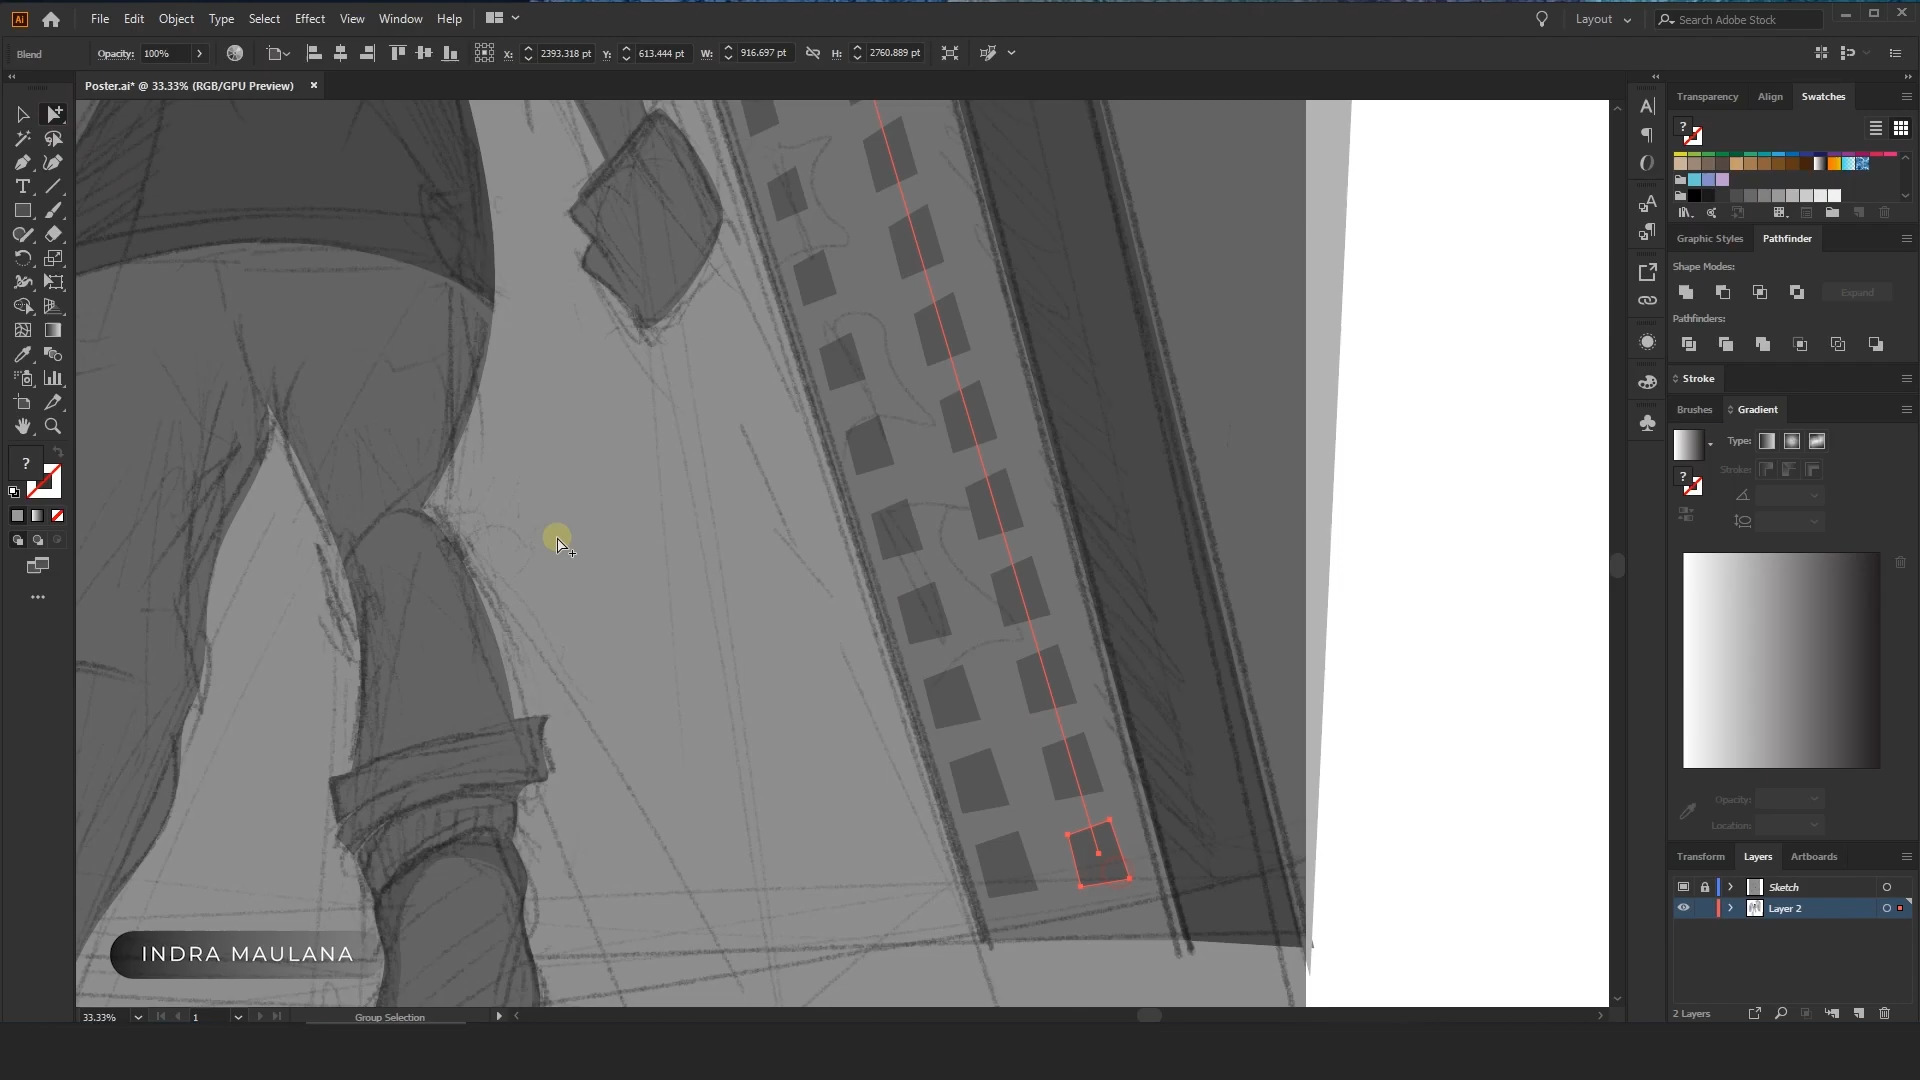 Ai File Edit Object Type Select Effect View Window Help Layout Search Adobe Stock
Blend Opacity: 100% X: 2393.318 pt Y: 613.444 pt W: 916.697 pt H: 2760.889 pt
Poster.ai* @ 33.33% (RGB/GPU Preview) ×
Transparency Align Swatches
Graphic Styles Pathfinder
Shape Modes:
Expand
Pathfinders:
Stroke
Brushes Gradient
Type:
Stroke:
Opacity:
Location:
Transform Layers Artboards
Sketch
Layer 2
INDRA MAULANA
33.33% 1 Group Selection 2 Layers